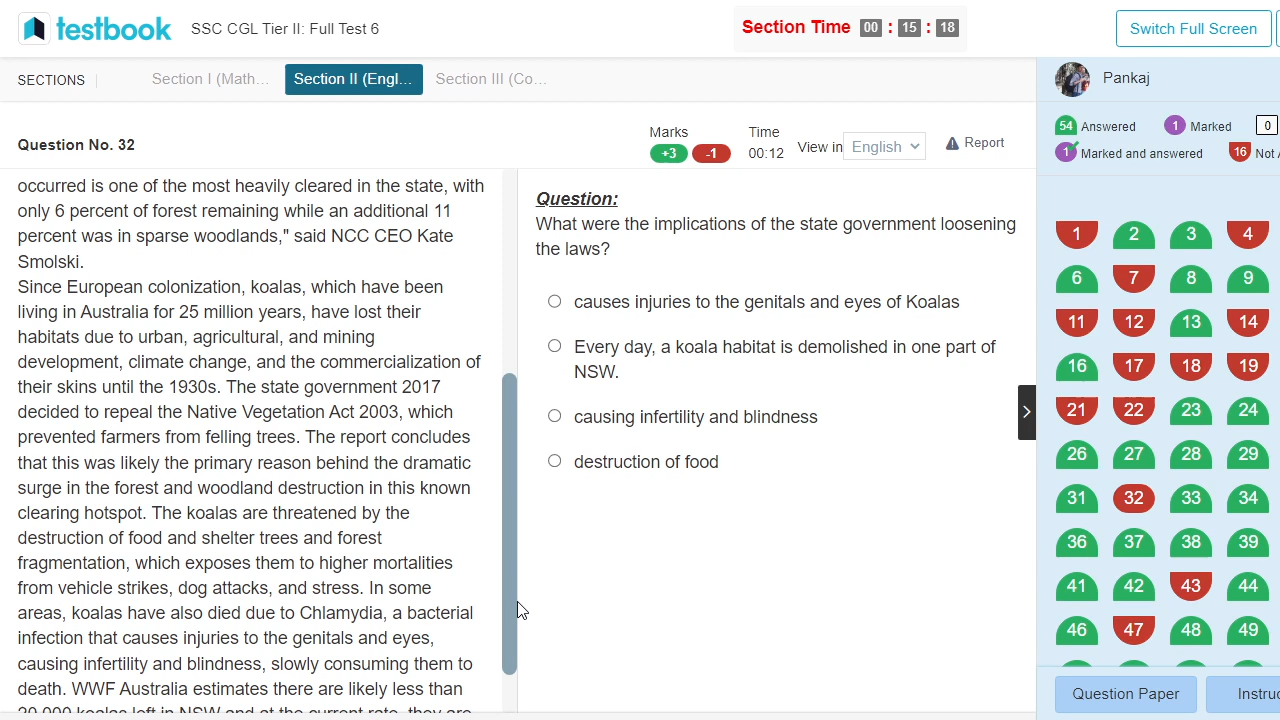 testbook
SSC CGL Tier II: Full Test 6
Section Time 00 : 15 : 18
Switch Full Screen
SECTIONS
Section I (Math...
Section II (Engl...
Section III (Co...
Pankaj
54 Answered
1 Marked
0
1 Marked and answered
16 Not
Question No. 32
Marks
+3 -1
Time
00:12
View in English
Report
occurred is one of the most heavily cleared in the state, with
only 6 percent of forest remaining while an additional 11
percent was in sparse woodlands," said NCC CEO Kate
Smolski.
Since European colonization, koalas, which have been
living in Australia for 25 million years, have lost their
habitats due to urban, agricultural, and mining
development, climate change, and the commercialization of
their skins until the 1930s. The state government 2017
decided to repeal the Native Vegetation Act 2003, which
prevented farmers from felling trees. The report concludes
that this was likely the primary reason behind the dramatic
surge in the forest and woodland destruction in this known
clearing hotspot. The koalas are threatened by the
destruction of food and shelter trees and forest
fragmentation, which exposes them to higher mortalities
from vehicle strikes, dog attacks, and stress. In some
areas, koalas have also died due to Chlamydia, a bacterial
infection that causes injuries to the genitals and eyes,
causing infertility and blindness, slowly consuming them to
death. WWF Australia estimates there are likely less than
20,000 koalas left in NSW and at the current rate, they are
Question:
What were the implications of the state government loosening
the laws?
causes injuries to the genitals and eyes of Koalas
Every day, a koala habitat is demolished in one part of
NSW.
causing infertility and blindness
destruction of food
1 2 3 4
6 7 8 9
11 12 13 14
16 17 18 19
21 22 23 24
26 27 28 29
31 32 33 34
36 37 38 39
41 42 43 44
46 47 48 49
Question Paper